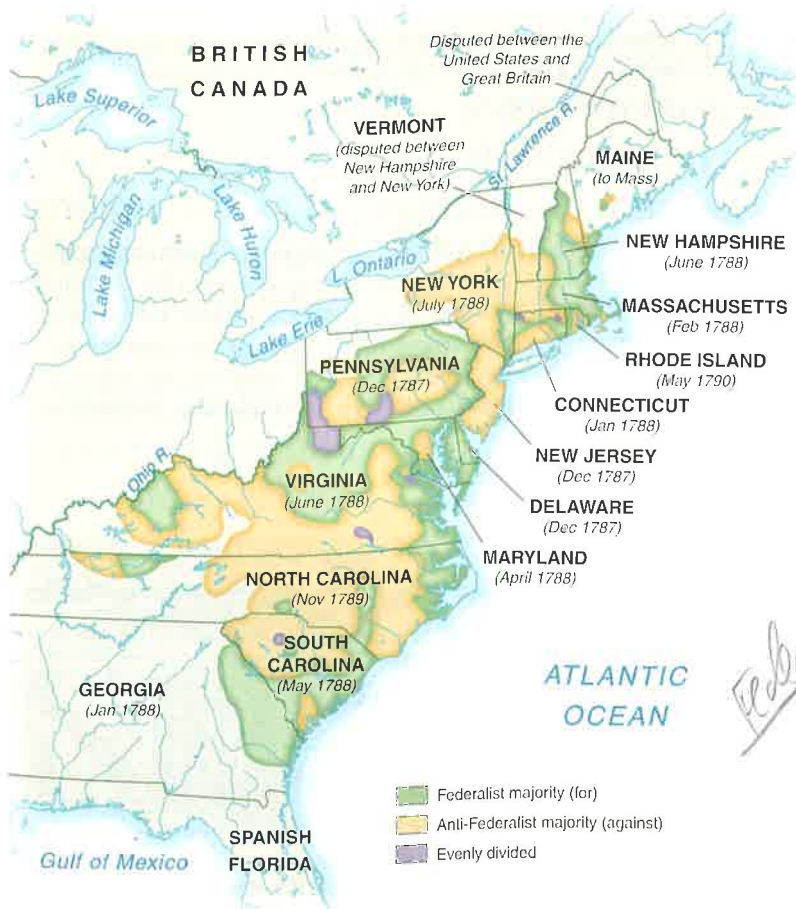 BRITISH
CANADA
Disputed between the
United States and
Great Britain
Lake Superior
VERMONT
(disputed between
New Hampshire
and New York)
St. Lawrence R.
MAINE
(to Mass)
Lake Michigan
Lake Huron
L. Ontario
Lake Erie
NEW YORK
(July 1788)
NEW HAMPSHIRE
(June 1788)
MASSACHUSETTS
(Feb 1788)
RHODE ISLAND
(May 1790)
CONNECTICUT
(Jan 1788)
PENNSYLVANIA
(Dec 1787)
NEW JERSEY
(Dec 1787)
DELAWARE
(Dec 1787)
MARYLAND
(April 1788)
Ohio R.
VIRGINIA
(June 1788)
NORTH CAROLINA
(Nov 1789)
SOUTH
CAROLINA
(May 1788)
GEORGIA
(Jan 1788)
ATLANTIC
OCEAN
Federalist majority (for)
Anti-Federalist majority (against)
Evenly divided
SPANISH
FLORIDA
Gulf of Mexico